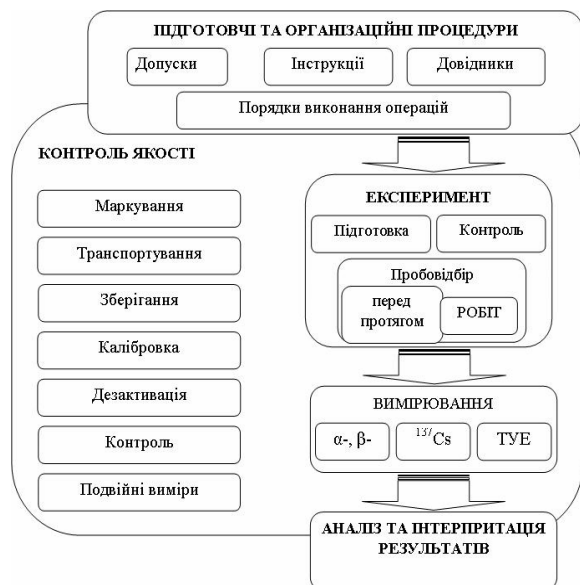 ПІДГОТОВЧІ ТА ОРГАНІЗАЦІЙНІ ПРОЦЕДУРИ
Допуски
Інструкції
Довідники
Порядки виконання операцій
КОНТРОЛЬ ЯКОСТІ
Маркування
Транспортування
Зберігання
Калібровка
Дезактивація
Контроль
Подвійні виміри
ЕКСПЕРИМЕНТ
Підготовка
Контроль
Пробовідбір
перед
протягом
РОБІТ
ВИМІРЮВАННЯ
α-, β-
¹³⁷Cs
ТУЕ
АНАЛІЗ ТА ІНТЕРПРИТАЦІЯ
РЕЗУЛЬТАТІВ